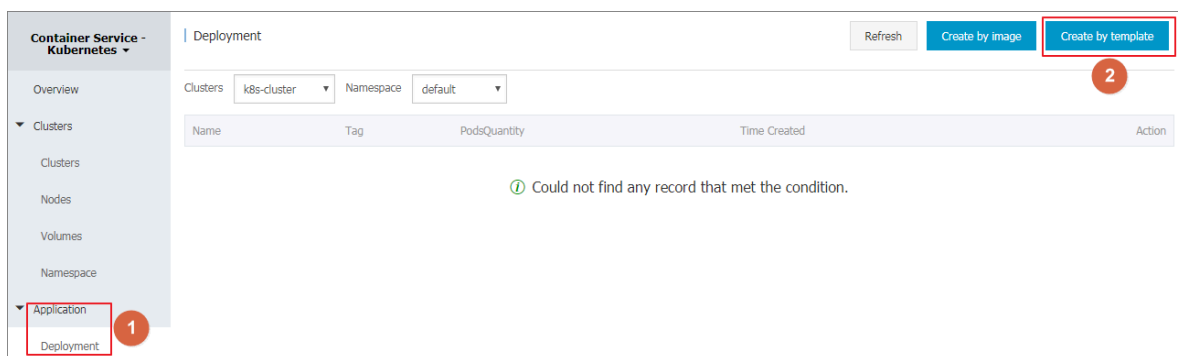 Container Service -
Kubernetes
Overview
Clusters
Clusters
Nodes
Volumes
Namespace
Application
1
Deployment
Deployment
Refresh
Create by image
Create by template
2
Clusters k8s-cluster Namespace default
Name Tag PodsQuantity Time Created Action
Could not find any record that met the condition.